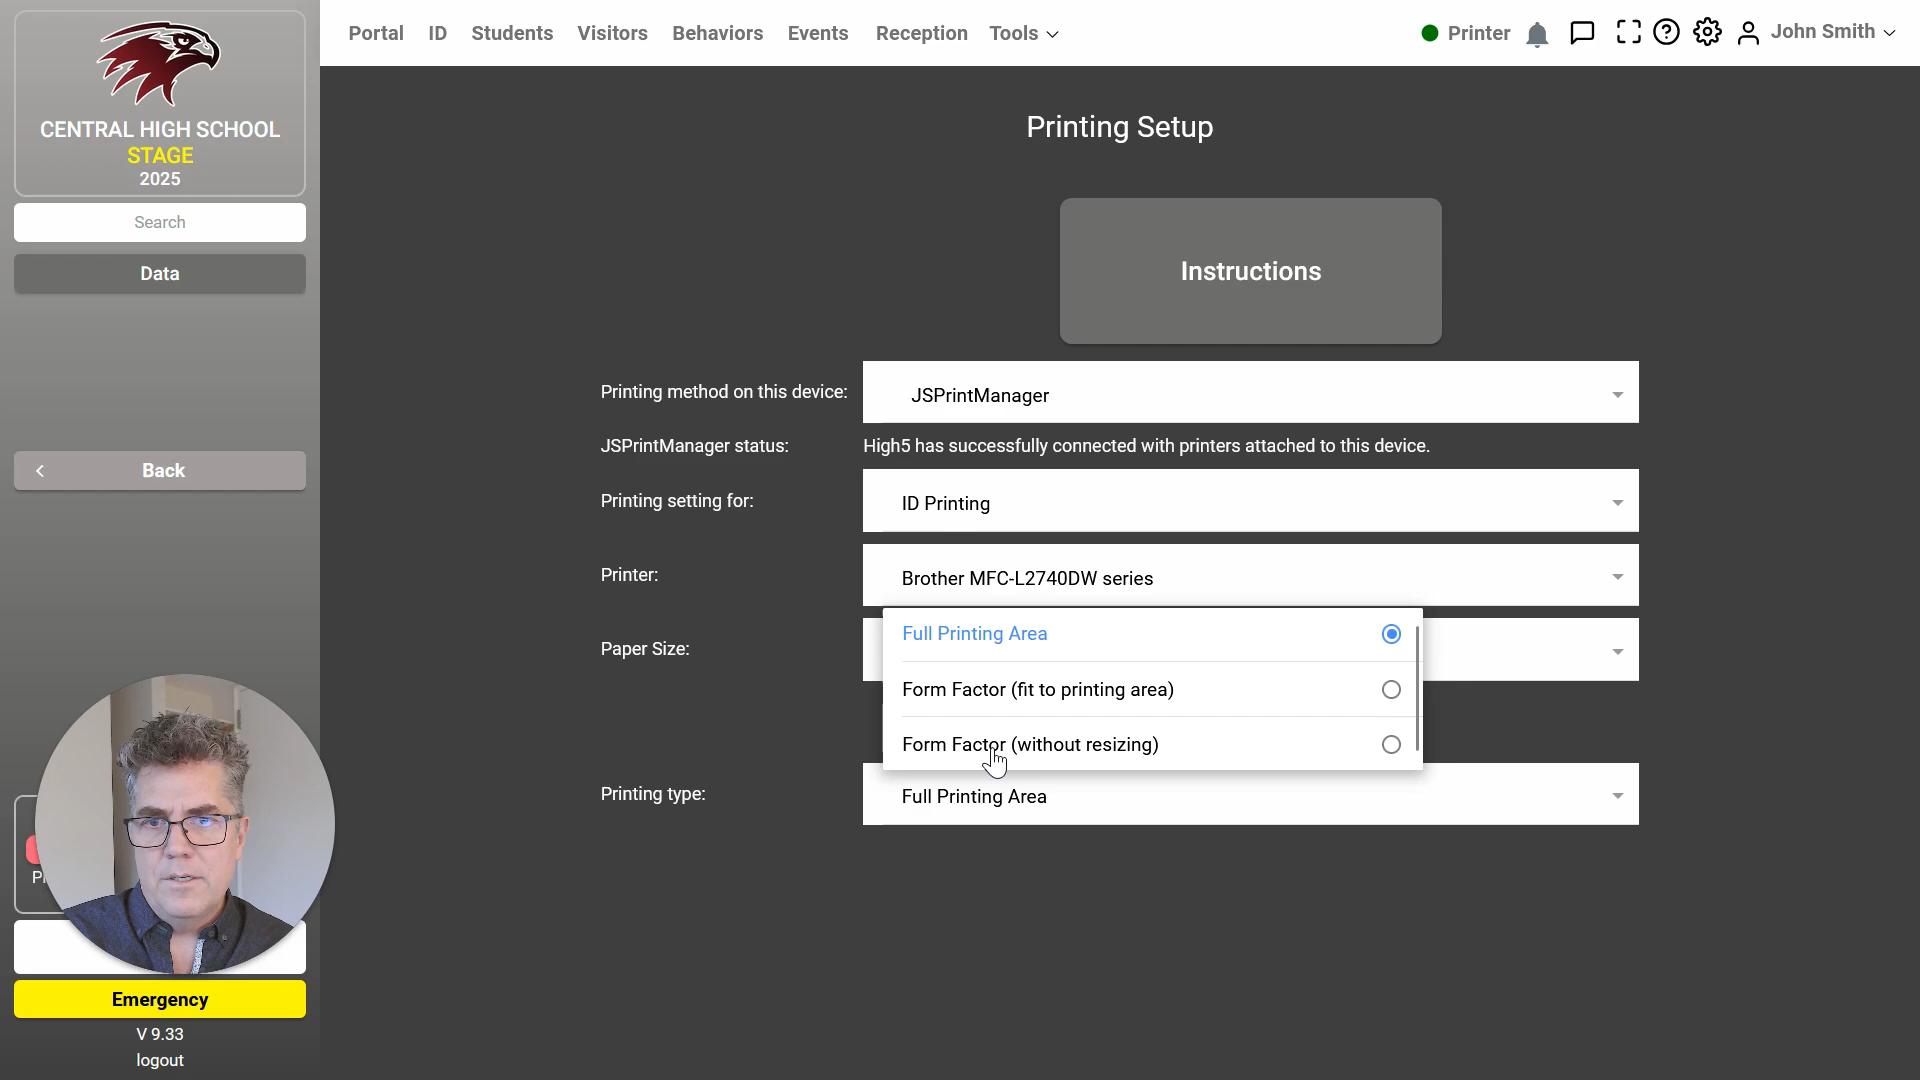 CENTRAL HIGH SCHOOL
STAGE
2025
Search
Data
Back
Emergency
V 9.33
logout
Portal ID Students Visitors Behaviors Events Reception Tools
Printer
John Smith
Printing Setup
Instructions
Printing method on this device: JSPrintManager
JSPrintManager status: High5 has successfully connected with printers attached to this device.
Printing setting for: ID Printing
Printer: Brother MFC-L2740DW series
Paper Size:
Full Printing Area
Form Factor (fit to printing area)
Form Factor (without resizing)
Printing type: Full Printing Area